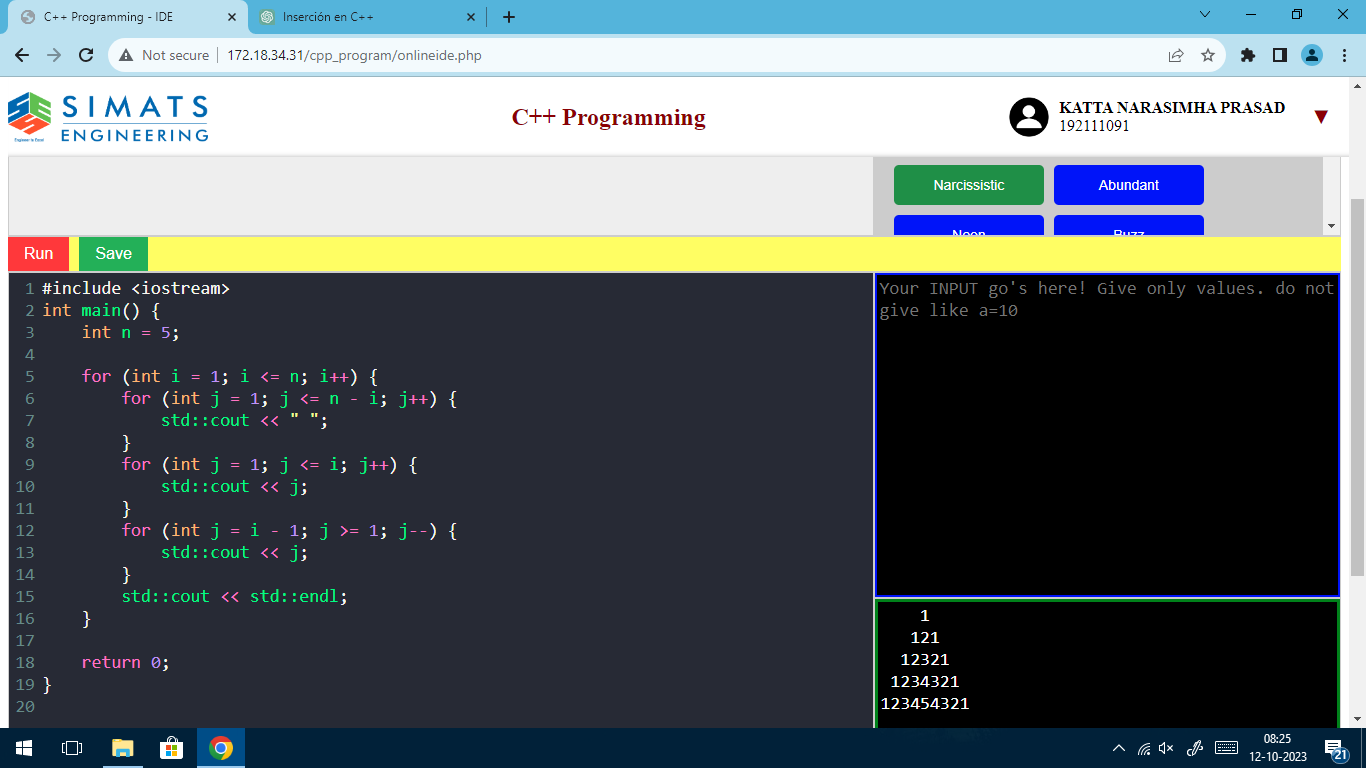 C++ Programming - IDE
Inserción en C++
Not secure
172.18.34.31/cpp_program/onlineide.php
SIMATS
ENGINEERING
C++ Programming
KATTA NARASIMHA PRASAD
192111091
Narcissistic
Abundant
Neon
Buzz
Run
Save
1 #include <iostream>
2 int main() {
3     int n = 5;
4
5     for (int i = 1; i <= n; i++) {
6         for (int j = 1; j <= n - i; j++) {
7             std::cout << " ";
8         }
9         for (int j = 1; j <= i; j++) {
10             std::cout << j;
11         }
12         for (int j = i - 1; j >= 1; j--) {
13             std::cout << j;
14         }
15         std::cout << std::endl;
16     }
17
18     return 0;
19 }
20
Your INPUT go's here! Give only values. do not
give like a=10
1
121
12321
1234321
123454321
08:25
12-10-2023
21